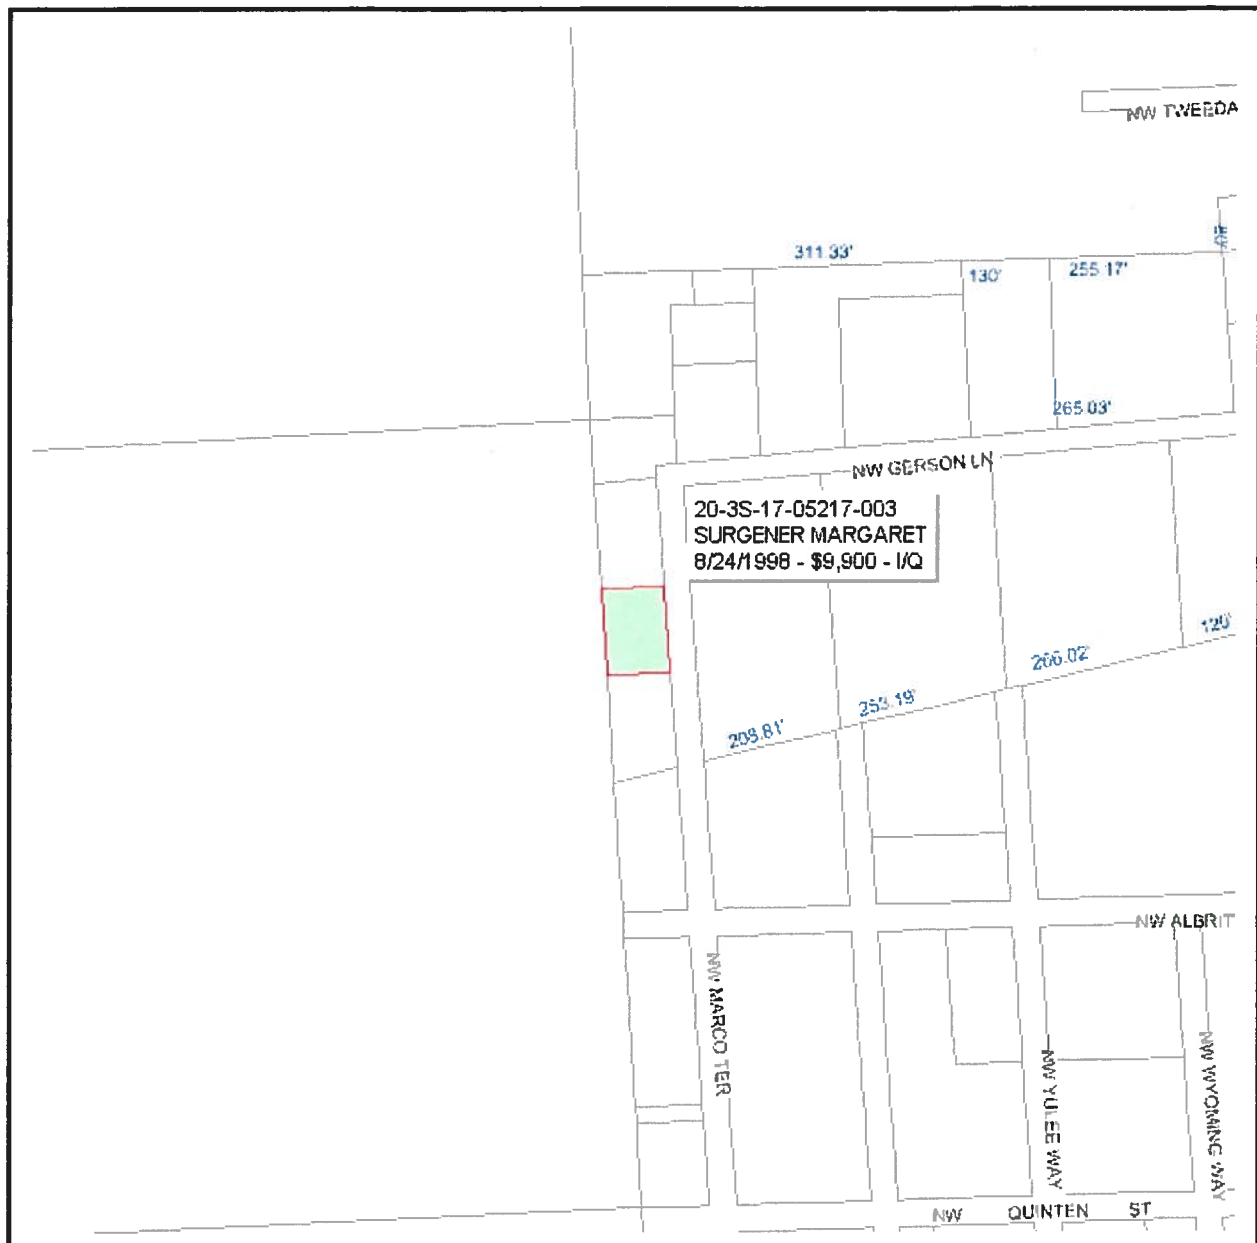 NW TWEEDA
311.33'
130'
255.17'
265.03'
NW GERSON LN
20-3S-17-05217-003
SURGENER MARGARET
8/24/1998 - $9,900 - I/Q
120'
266.02'
253.19'
208.81'
NW ALBRIT
NW MARCO TER
NW YULEE WAY
NW WYOMING WAY
NW QUINTEN ST